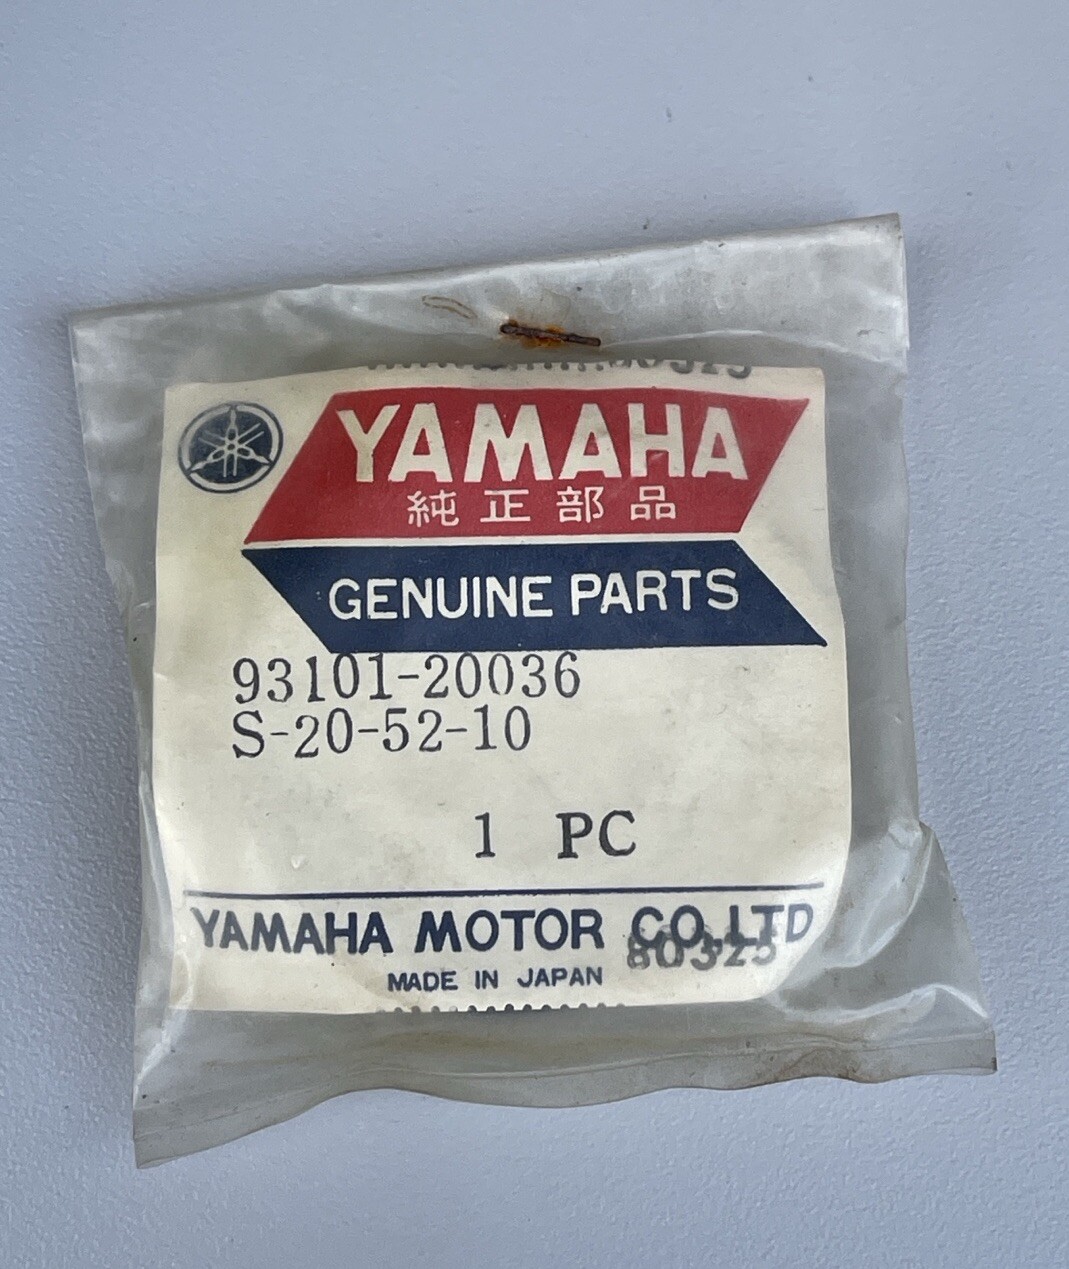 YAMAHA
純正部品
GENUINE PARTS
93101-20036
S-20-52-10
1 PC
YAMAHA MOTOR CO.,LTD
80325
MADE IN JAPAN